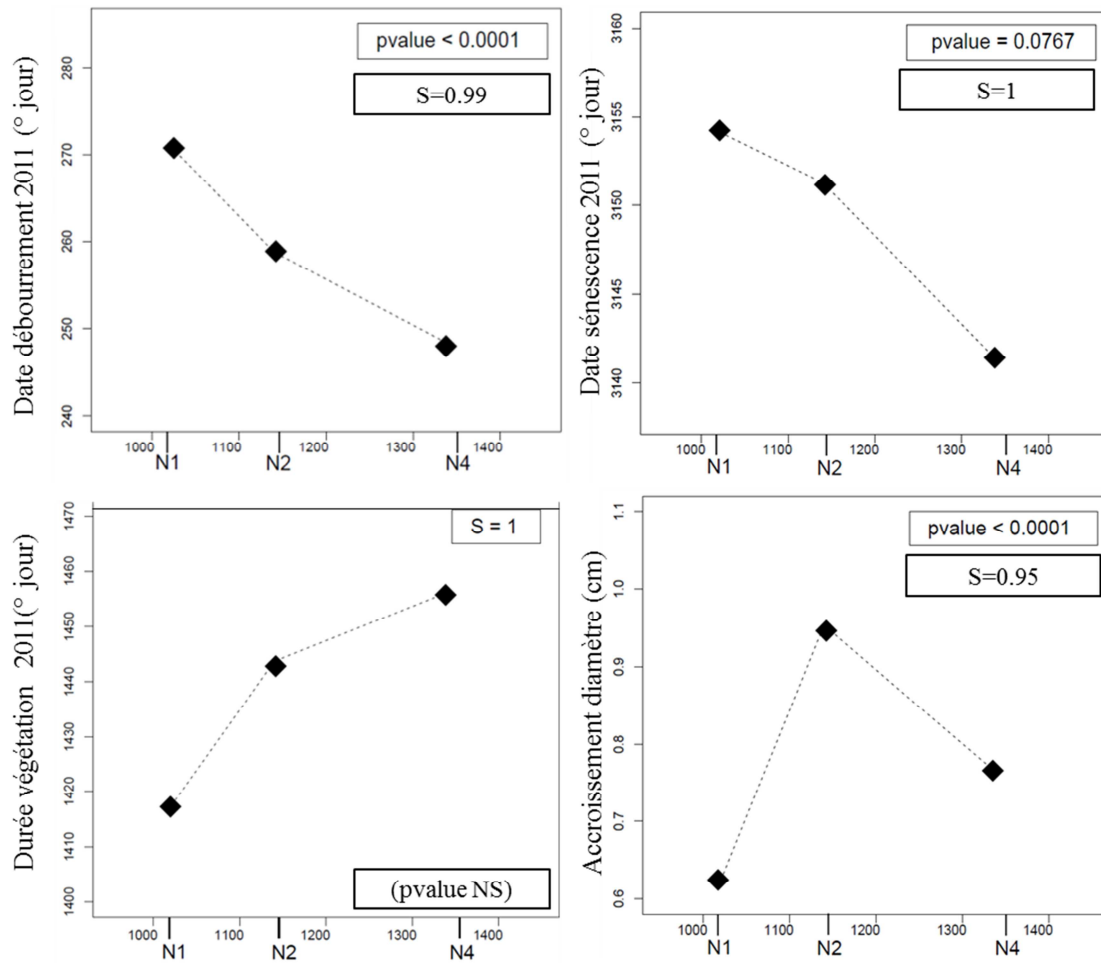 Date débourrement 2011 (° jour)
280
270
260
250
240
pvalue < 0.0001
S=0.99
1000
1100
1200
1300
1400
N1
N2
N4
Date sénescence 2011 (° jour)
3160
3155
3150
3145
3140
pvalue = 0.0767
S=1
1000
1100
1200
1300
1400
N1
N2
N4
Durée végétation 2011(° jour)
1470
1460
1450
1440
1430
1420
1410
1400
S = 1
(pvalue NS)
1000
1100
1200
1300
1400
N1
N2
N4
Accroissement diamètre (cm)
1.1
1.0
0.9
0.8
0.7
0.6
pvalue < 0.0001
S=0.95
1000
1100
1200
1300
1400
N1
N2
N4